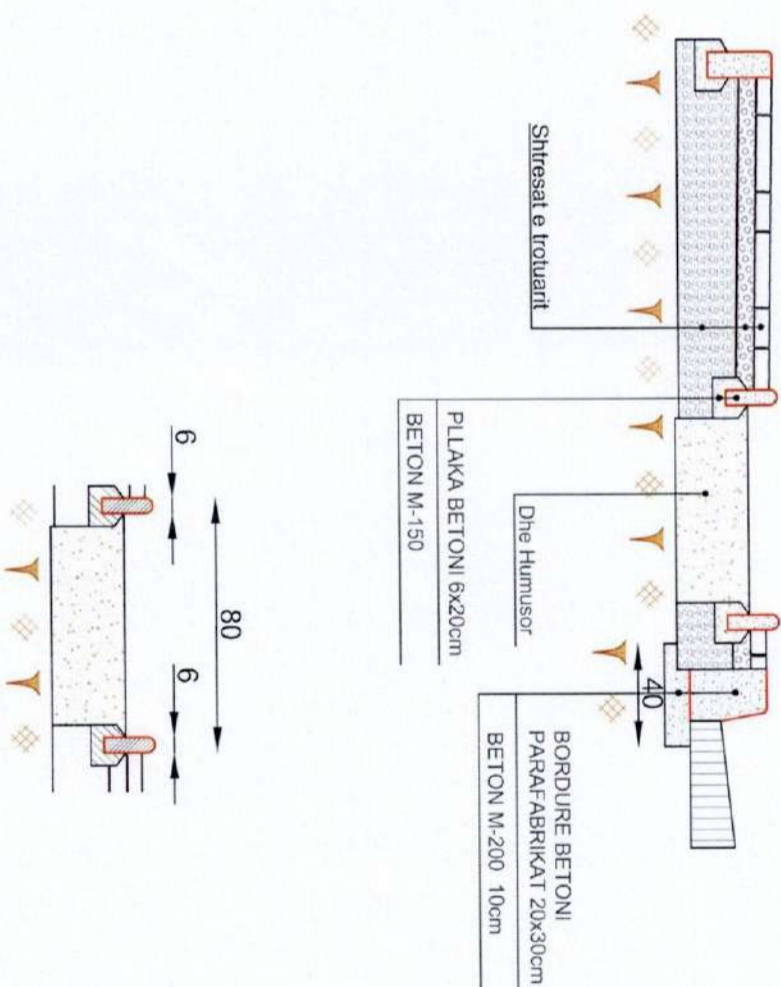 Shtresat e trotuarit
PLLAKA BETONI 6x20cm
BETON M-150
Dhe Humusor
40
BORDURE BETONI
PARAFABRIKAT 20x30cm
BETON M-200 10cm
6
80
6